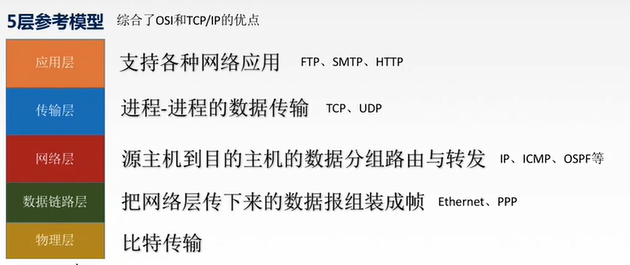 5层参考模型 综合了OSI和TCP/IP的优点
应用层 支持各种网络应用 FTP、SMTP、HTTP
传输层 进程-进程的数据传输 TCP、UDP
网络层 源主机到目的主机的数据分组路由与转发 IP、ICMP、OSPF等
数据链路层 把网络层传下来的数据报组装成帧 Ethernet、PPP
物理层 比特传输